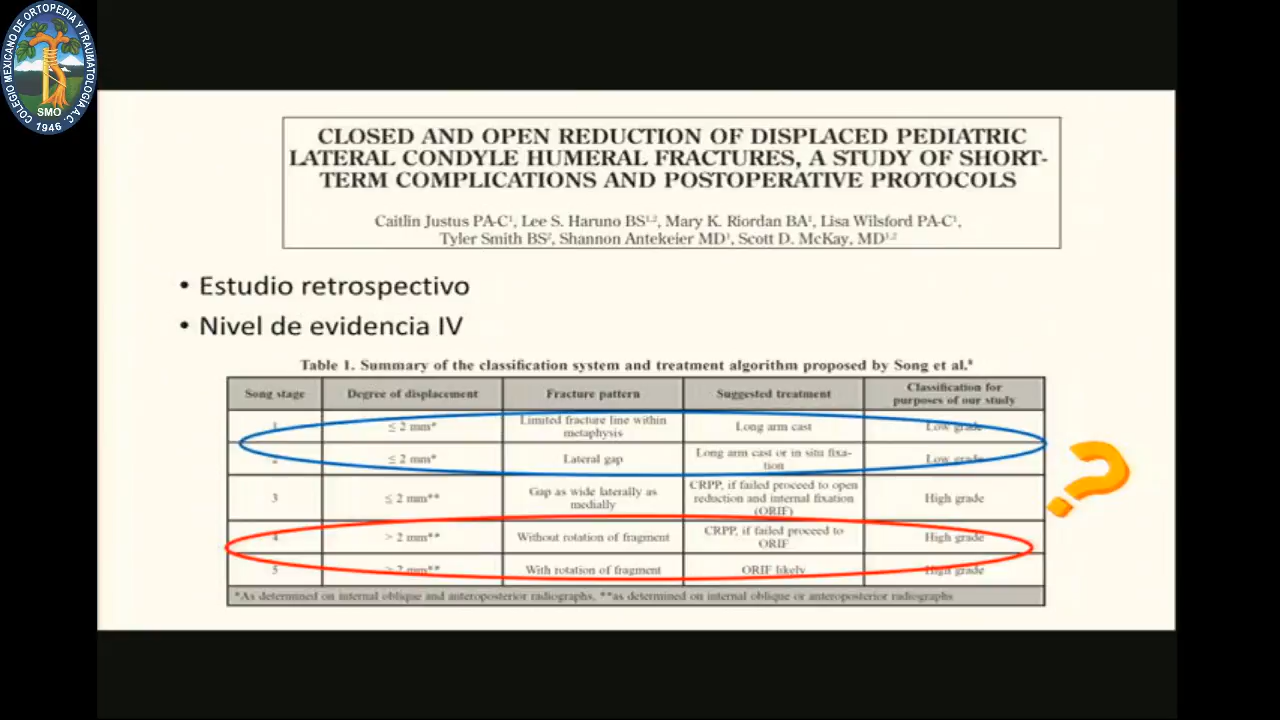 COLEGIO MEXICANO DE ORTOPEDIA Y TRAUMATOLOGÍA A.C.
SMO
1946
CLOSED AND OPEN REDUCTION OF DISPLACED PEDIATRIC
LATERAL CONDYLE HUMERAL FRACTURES, A STUDY OF SHORT-
TERM COMPLICATIONS AND POSTOPERATIVE PROTOCOLS
Caitlin Justus PA-C¹, Lee S. Haruno BS¹·², Mary K. Riordan BA¹, Lisa Wilsford PA-C¹,
Tyler Smith BS², Shannon Antekeier MD¹, Scott D. McKay, MD¹·²
• Estudio retrospectivo
• Nivel de evidencia IV
Table 1. Summary of the classification system and treatment algorithm proposed by Song et al.⁸
Song stage Degree of displacement Fracture pattern Suggested treatment Classification for
purposes of our study
1 ≤ 2 mm* Limited fracture line within
metaphysis Long arm cast Low grade
2 ≤ 2 mm* Lateral gap Long arm cast or in situ fixa-
tion Low grade
3 ≤ 2 mm** Gap as wide laterally as
medially CRPP, if failed proceed to open
reduction and internal fixation
(ORIF) High grade
4 > 2 mm** Without rotation of fragment CRPP, if failed proceed to
ORIF High grade
5 > 2 mm** With rotation of fragment ORIF likely High grade
*As determined on internal oblique and anteroposterior radiographs, **as determined on internal oblique or anteroposterior radiographs
?